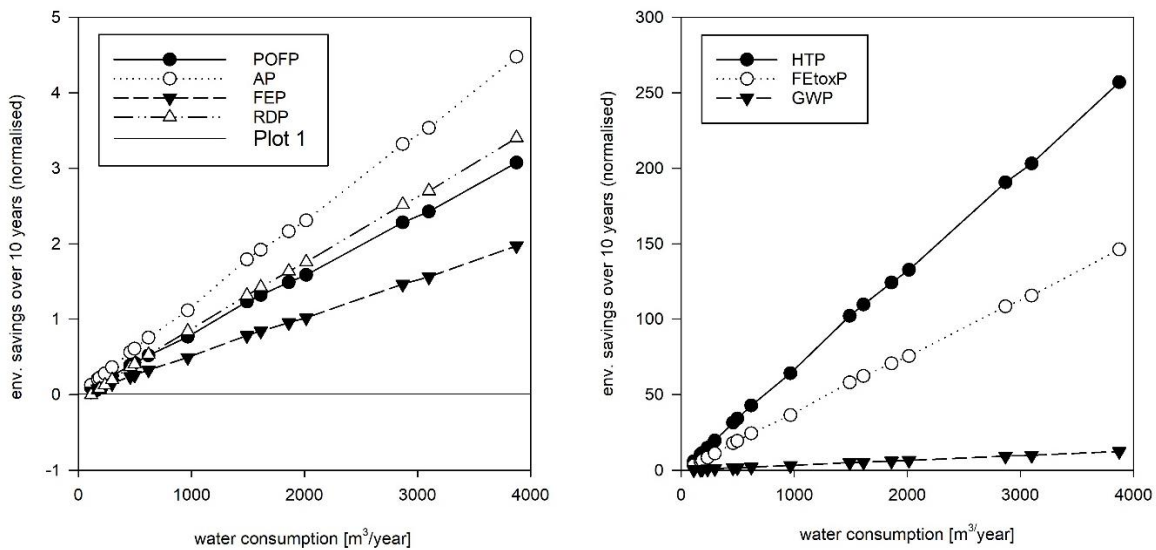 5
4
3
2
1
0
-1
env. savings over 10 years (normalised)
POFP
AP
FEP
RDP
Plot 1
0 1000 2000 3000 4000
water consumption [m³/year]
300
250
200
150
100
50
0
env. savings over 10 years (normalised)
HTP
FEtoxP
GWP
0 1000 2000 3000 4000
water consumption [m³/year]